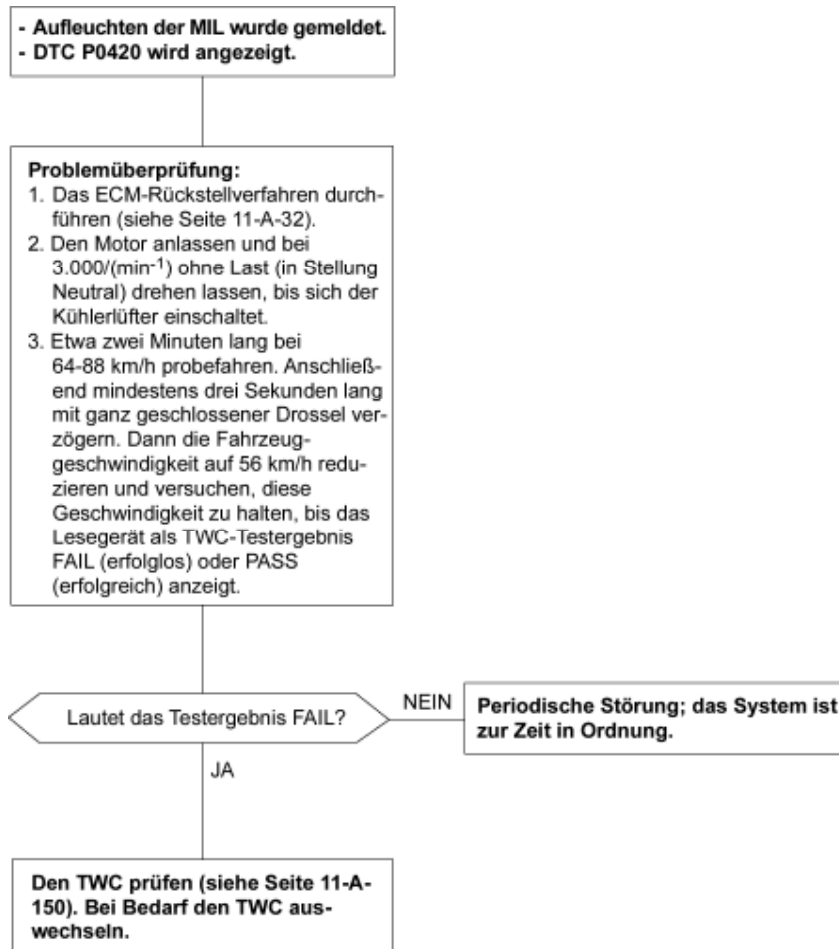 - Aufleuchten der MIL wurde gemeldet.
- DTC P0420 wird angezeigt.
Problemüberprüfung:
1. Das ECM-Rückstellverfahren durch-
führen (siehe Seite 11-A-32).
2. Den Motor anlassen und bei
3.000/(min⁻¹) ohne Last (in Stellung
Neutral) drehen lassen, bis sich der
Kühlerlüfter einschaltet.
3. Etwa zwei Minuten lang bei
64-88 km/h probefahren. Anschließ-
end mindestens drei Sekunden lang
mit ganz geschlossener Drossel ver-
zögern. Dann die Fahrzeug-
geschwindigkeit auf 56 km/h redu-
zieren und versuchen, diese
Geschwindigkeit zu halten, bis das
Lesegerät als TWC-Testergebnis
FAIL (erfolglos) oder PASS
(erfolgreich) anzeigt.
Lautet das Testergebnis FAIL?
NEIN
Periodische Störung; das System ist
zur Zeit in Ordnung.
JA
Den TWC prüfen (siehe Seite 11-A-
150). Bei Bedarf den TWC aus-
wechseln.